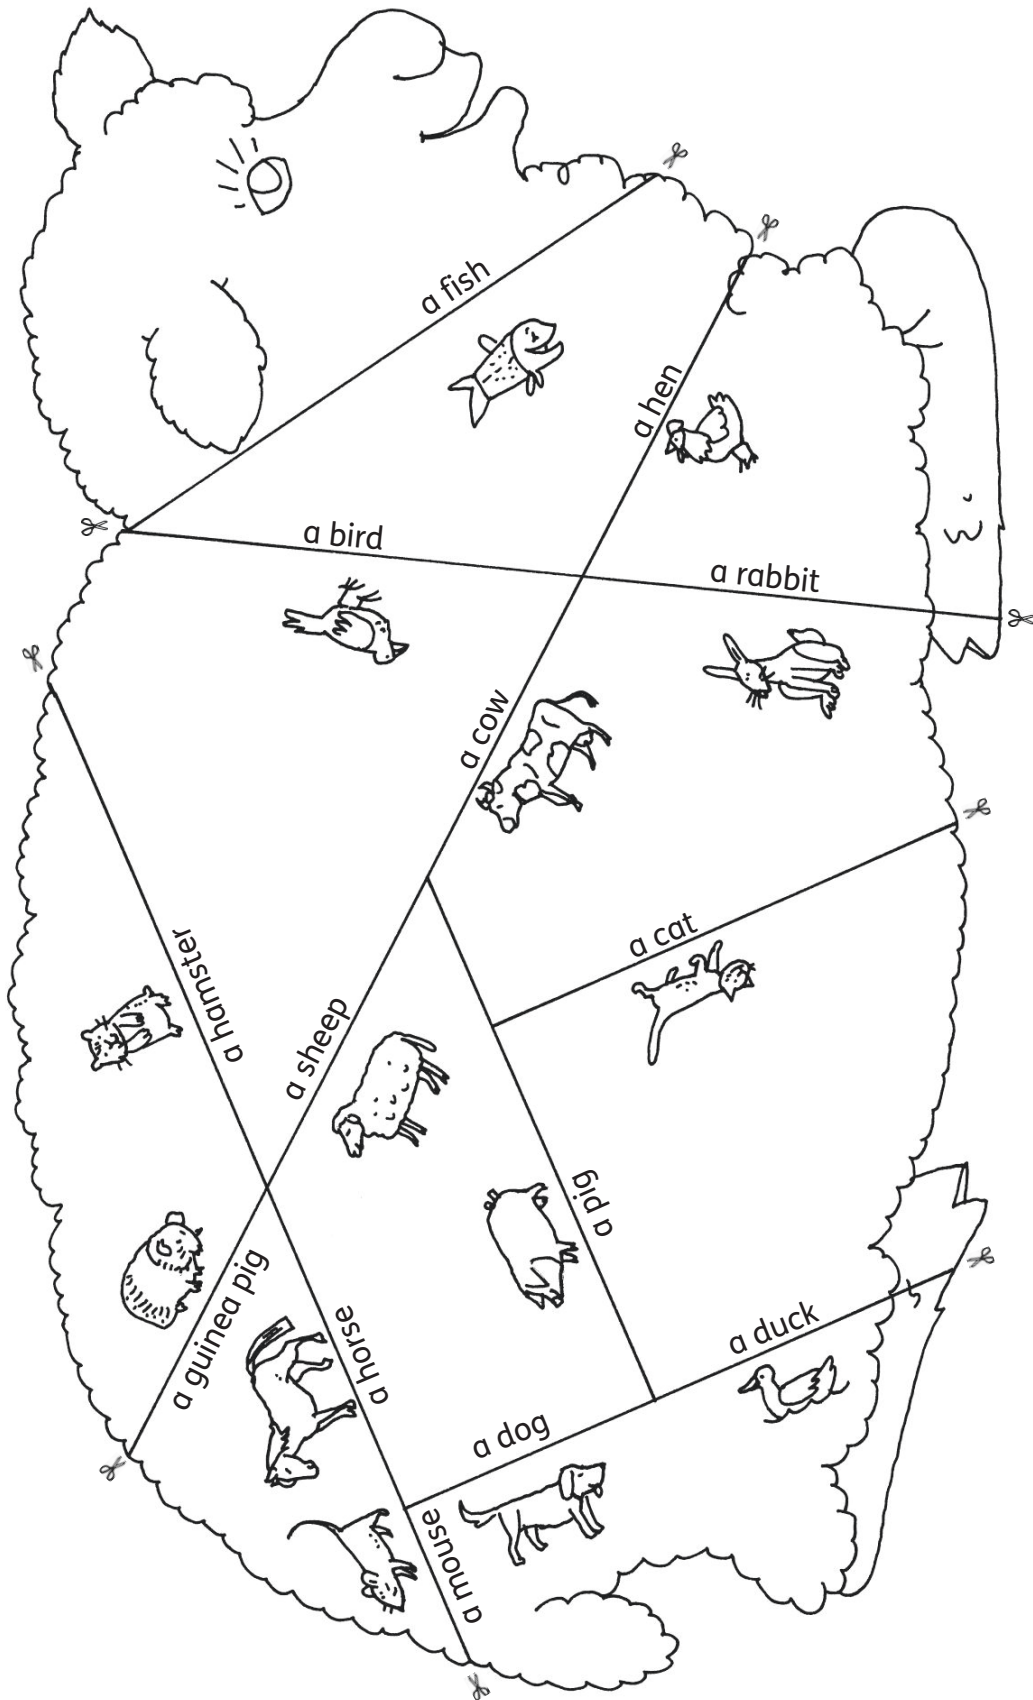 a fish
a hen
a bird
a rabbit
a cow
a cat
a hamster
a sheep
a pig
a guinea pig
a horse
a duck
a dog
a mouse